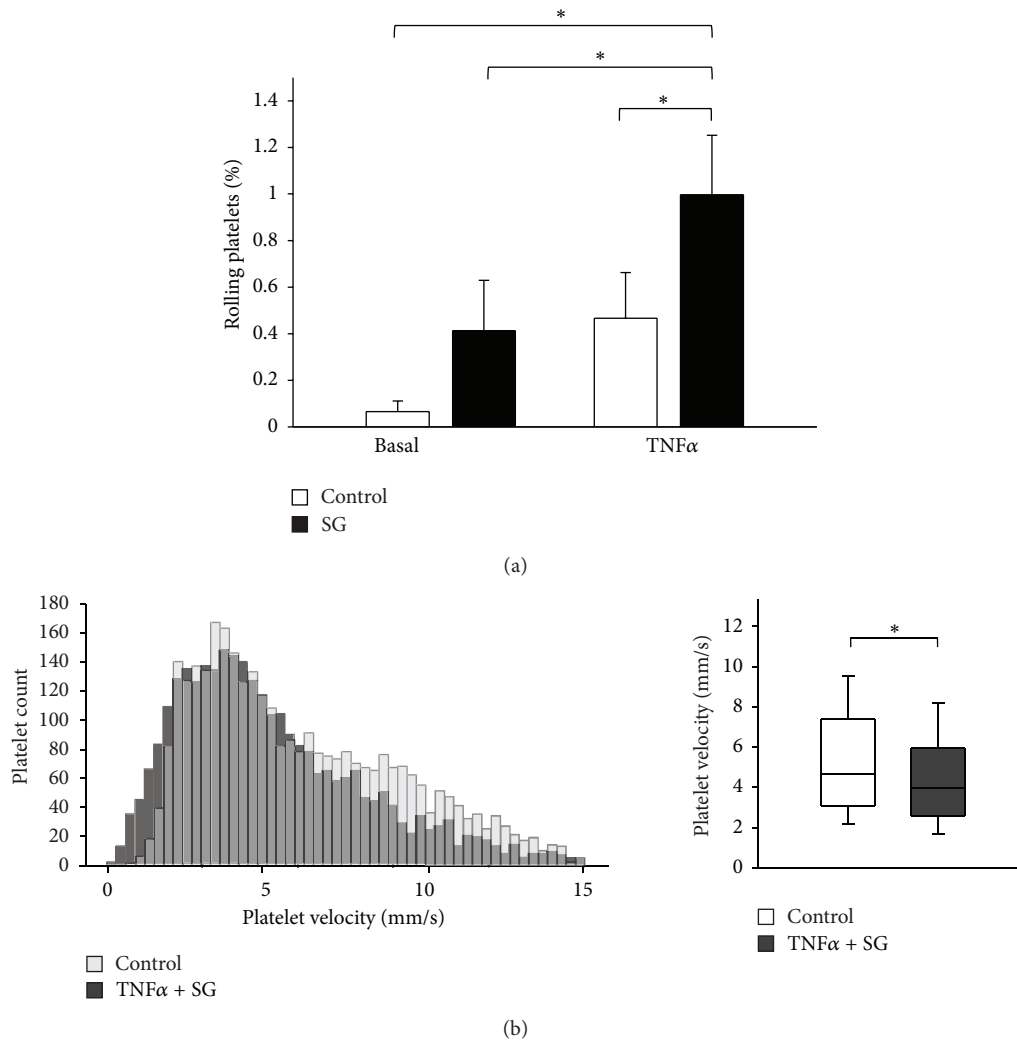 *
*
*
1.4
1.2
1
0.8
0.6
0.4
0.2
0
Rolling platelets (%)
Basal
TNFα
Control
SG
(a)
180
160
140
120
100
80
60
40
20
0
Platelet count
0 5 10 15
Platelet velocity (mm/s)
Control
TNFα + SG
12
10
8
6
4
2
0
Platelet velocity (mm/s)
*
Control
TNFα + SG
(b)